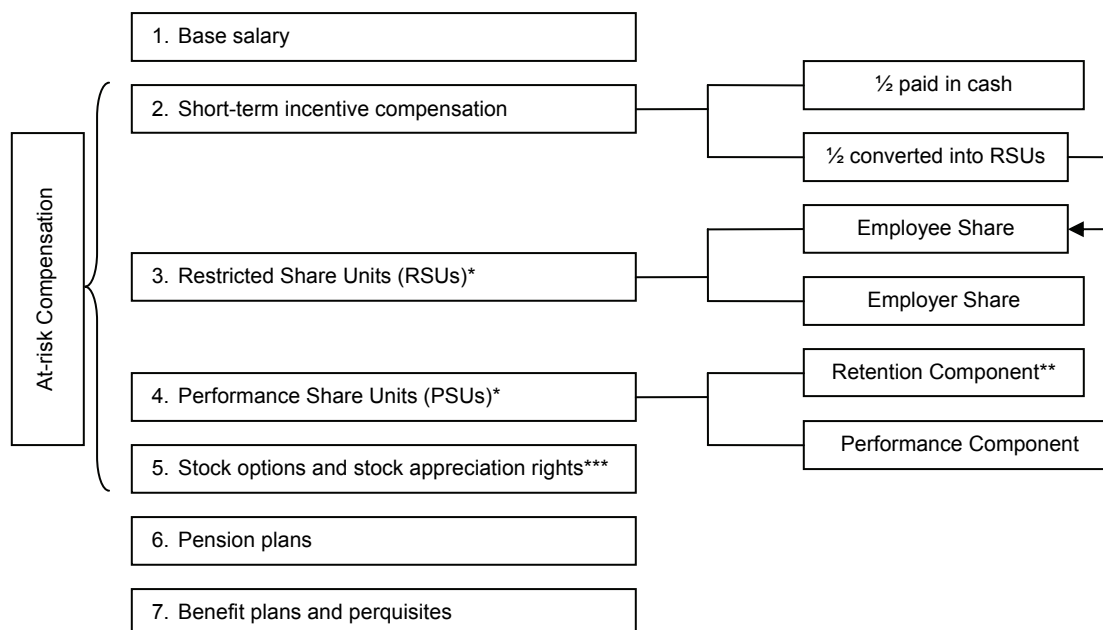 1. Base salary
2. Short-term incentive compensation
½ paid in cash
½ converted into RSUs
At-risk Compensation
3. Restricted Share Units (RSUs)*
Employee Share
Employer Share
4. Performance Share Units (PSUs)*
Retention Component**
Performance Component
5. Stock options and stock appreciation rights***
6. Pension plans
7. Benefit plans and perquisites